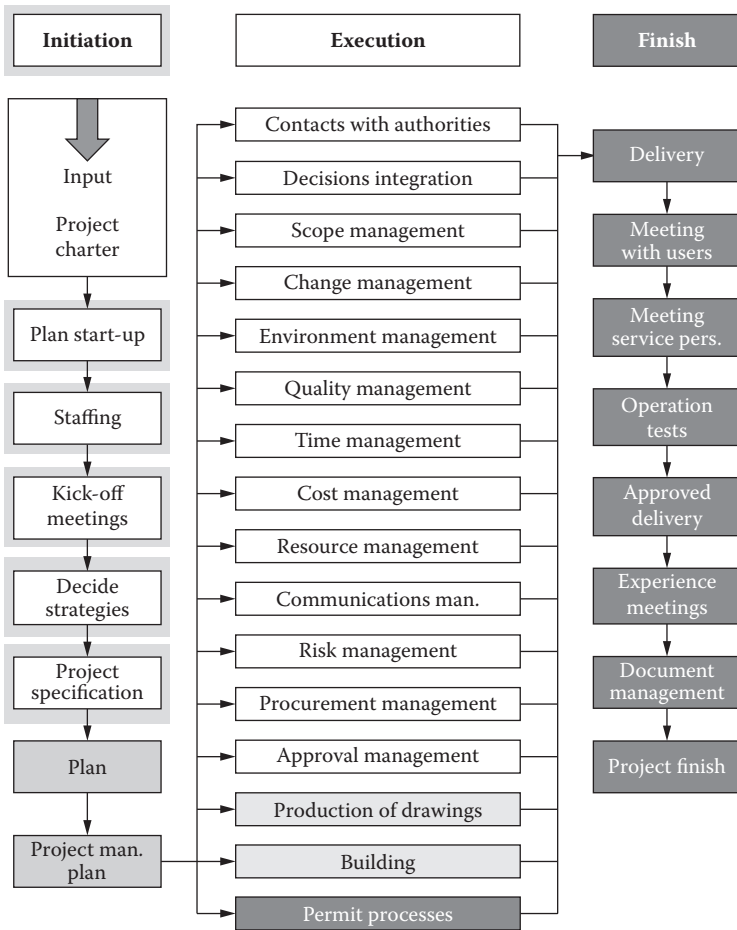 Initiation
Execution
Finish
Input
Project
charter
Plan start-up
Staffing
Kick-off
meetings
Decide
strategies
Project
specification
Plan
Project man.
plan
Contacts with authorities
Decisions integration
Scope management
Change management
Environment management
Quality management
Time management
Cost management
Resource management
Communications man.
Risk management
Procurement management
Approval management
Production of drawings
Building
Permit processes
Delivery
Meeting
with users
Meeting
service pers.
Operation
tests
Approved
delivery
Experience
meetings
Document
management
Project finish